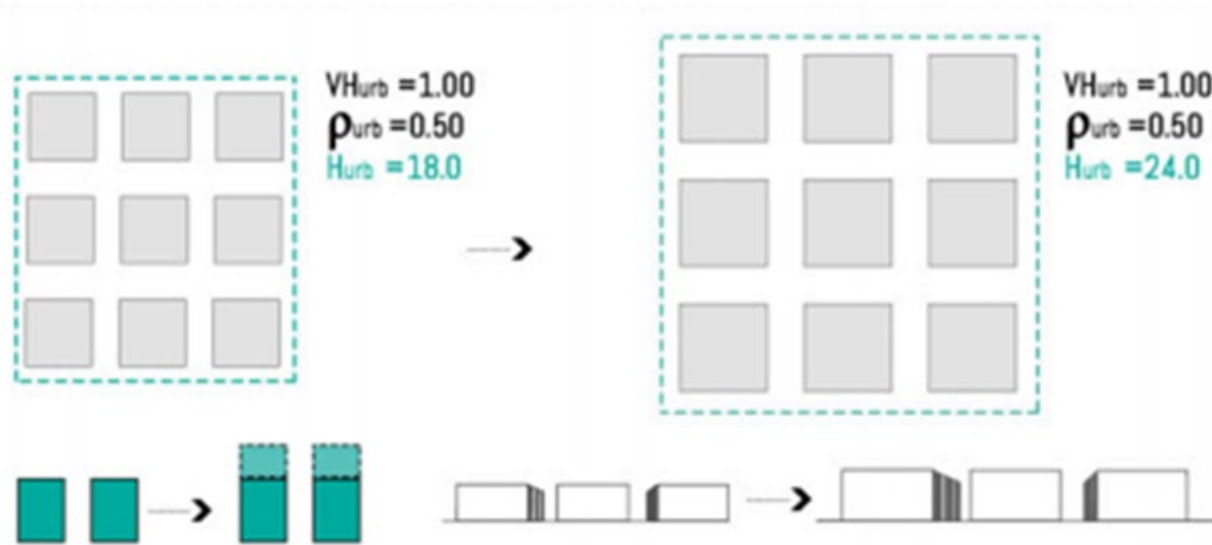 VHurb =1.00
ρurb =0.50
Hurb =18.0
VHurb =1.00
ρurb =0.50
Hurb =24.0